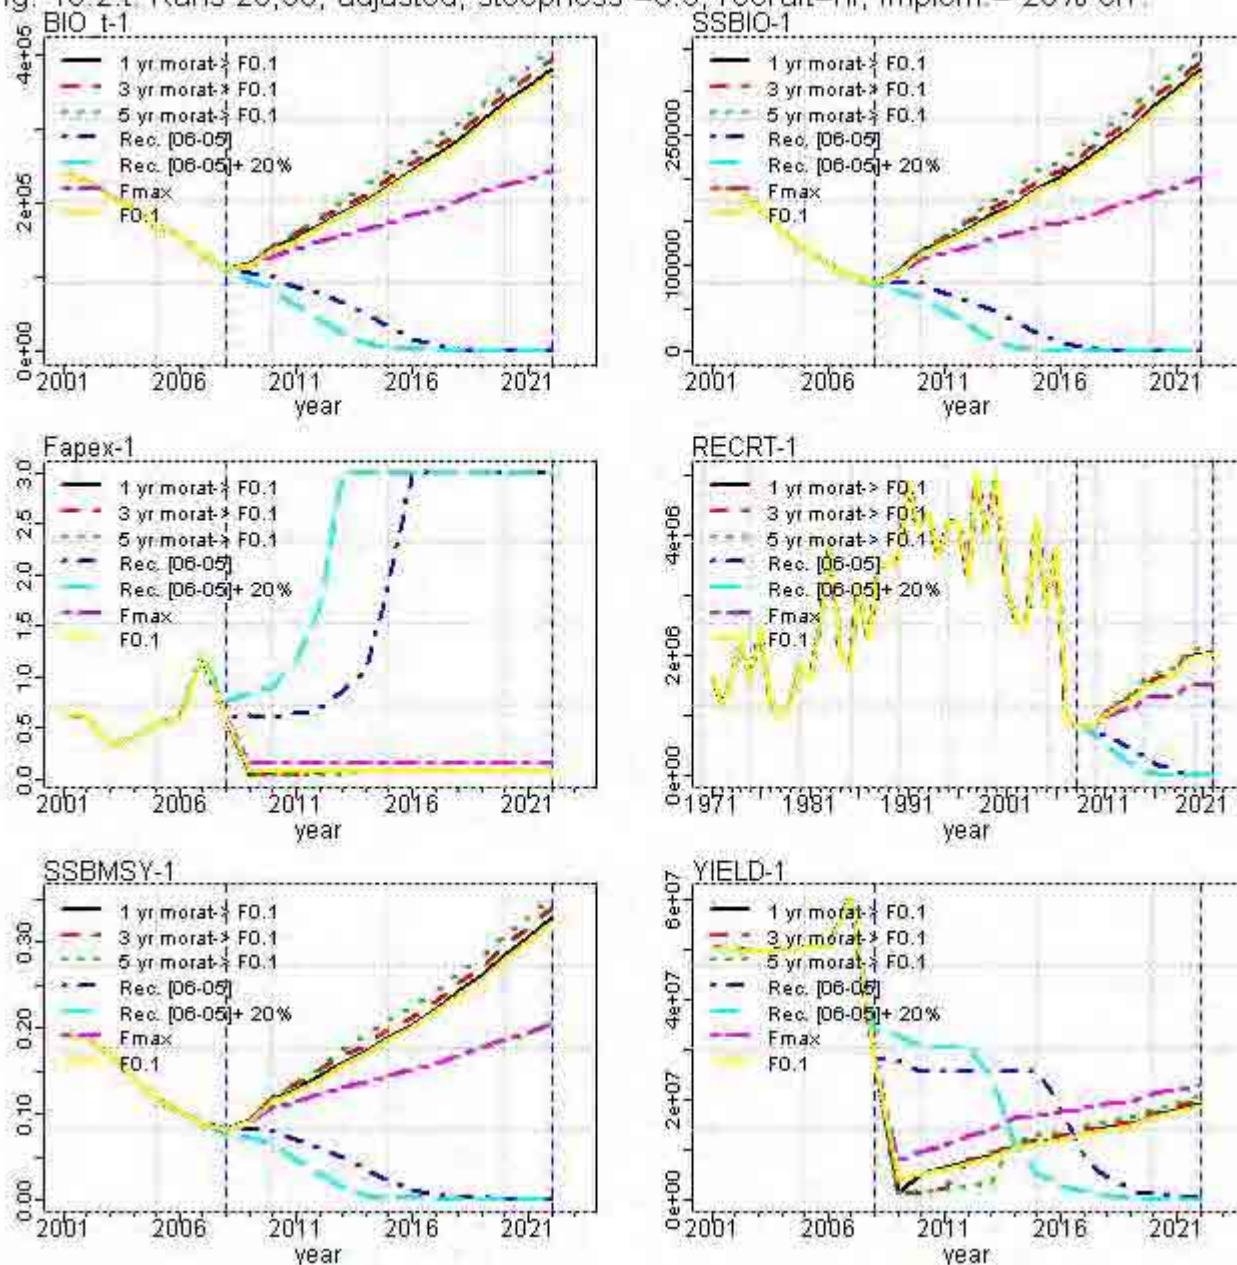 10.2.t. Runs 20,50, adjusted, steepness
BIO_t-1
4e+05
2e+05
0e+00
1 yr morat-> F0.1
3 yr morat-> F0.1
5 yr morat-> F0.1
Rec. [06-05]
Rec. [06-05]+ 20%
Fmax
F0.1
2001 2006 2011 2016 2021
year
SSBIO-1
250000
100000
0
1 yr morat-> F0.1
3 yr morat-> F0.1
5 yr morat-> F0.1
Rec. [06-05]
Rec. [06-05]+ 20%
Fmax
F0.1
2001 2006 2011 2016 2021
year
Fapex-1
3.0
2.5
2.0
1.5
1.0
0.5
0.0
1 yr morat-> F0.1
3 yr morat-> F0.1
5 yr morat-> F0.1
Rec. [06-05]
Rec. [06-05]+ 20%
Fmax
F0.1
2001 2006 2011 2016 2021
year
RECRT-1
4e+06
2e+06
0e+00
1 yr morat-> F0.1
3 yr morat-> F0.1
5 yr morat-> F0.1
Rec. [06-05]
Rec. [06-05]+ 20%
Fmax
F0.1
1971 1981 1991 2001 2011 2021
year
SSBMSY-1
0.30
0.20
0.10
0.00
1 yr morat-> F0.1
3 yr morat-> F0.1
5 yr morat-> F0.1
Rec. [06-05]
Rec. [06-05]+ 20%
Fmax
F0.1
2001 2006 2011 2016 2021
year
YIELD-1
6e+07
4e+07
2e+07
0e+00
1 yr morat-> F0.1
3 yr morat-> F0.1
5 yr morat-> F0.1
Rec. [06-05]
Rec. [06-05]+ 20%
Fmax
F0.1
2001 2006 2011 2016 2021
year